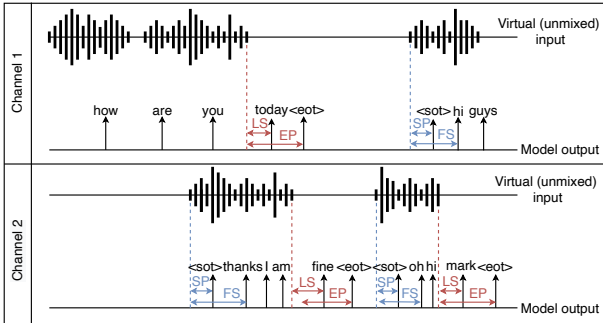 Channel 1
Virtual (unmixed)
input
how are you today<eot> <sot> hi guys
LS SP
EP FS
Model output
Channel 2
Virtual (unmixed)
input
<sot>thanks I am fine <eot> <sot> oh hi mark <eot>
SP LS SP LS
FS EP FS EP
Model output